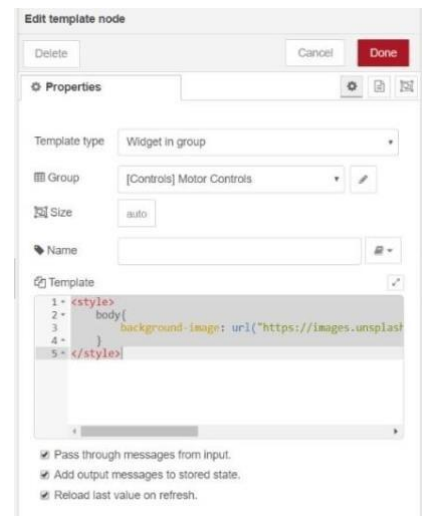 Edit template node
Delete Cancel Done
Properties
Template type Widget in group
Group [Controls] Motor Controls
Size auto
Name
Template
1 <style>
2 body{
3 background-image: url("https://images.unsplash
4 }
5 </style>
Pass through messages from input.
Add output messages to stored state.
Reload last value on refresh.